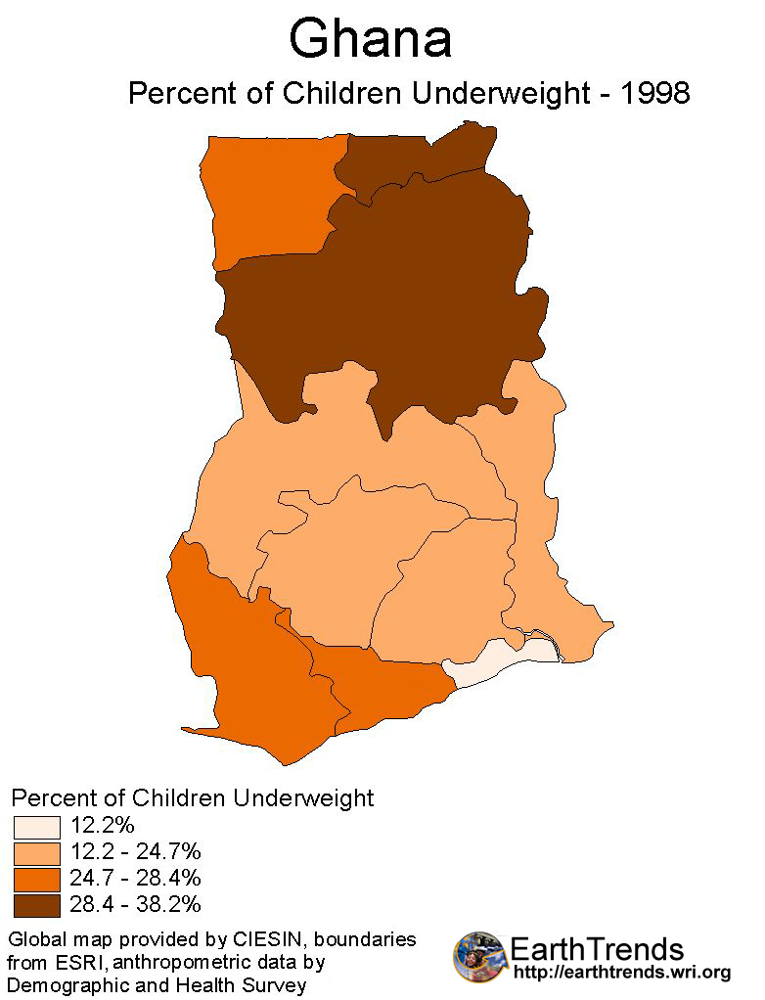 Ghana
Percent of Children Underweight - 1998
Percent of Children Underweight
12.2%
12.2 - 24.7%
24.7 - 28.4%
28.4 - 38.2%
Global map provided by CIESIN, boundaries
from ESRI, anthropometric data by
Demographic and Health Survey
EarthTrends
http://earthtrends.wri.org